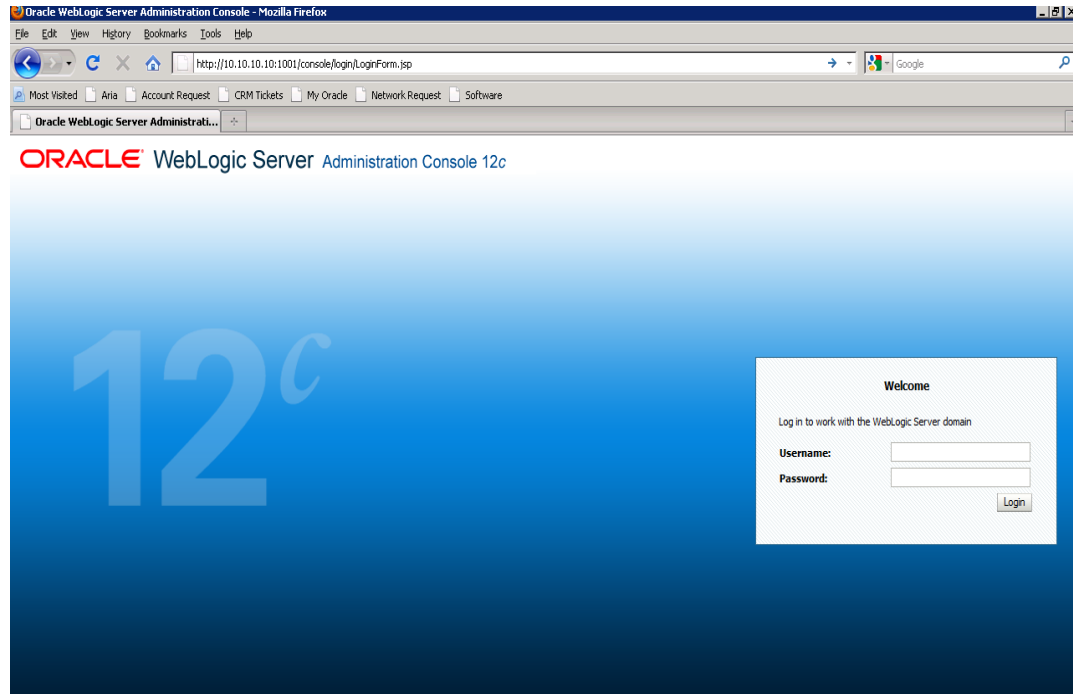 Oracle WebLogic Server Administration Console - Mozilla Firefox
File Edit View History Bookmarks Tools Help
http://10.10.10.10:1001/console/login/LoginForm.jsp Google
Most Visited Aria Account Request CRM Tickets My Oracle Network Request Software
Oracle WebLogic Server Administrati...
ORACLE WebLogic Server Administration Console 12c
12c
Welcome
Log in to work with the WebLogic Server domain
Username:
Password:
Login